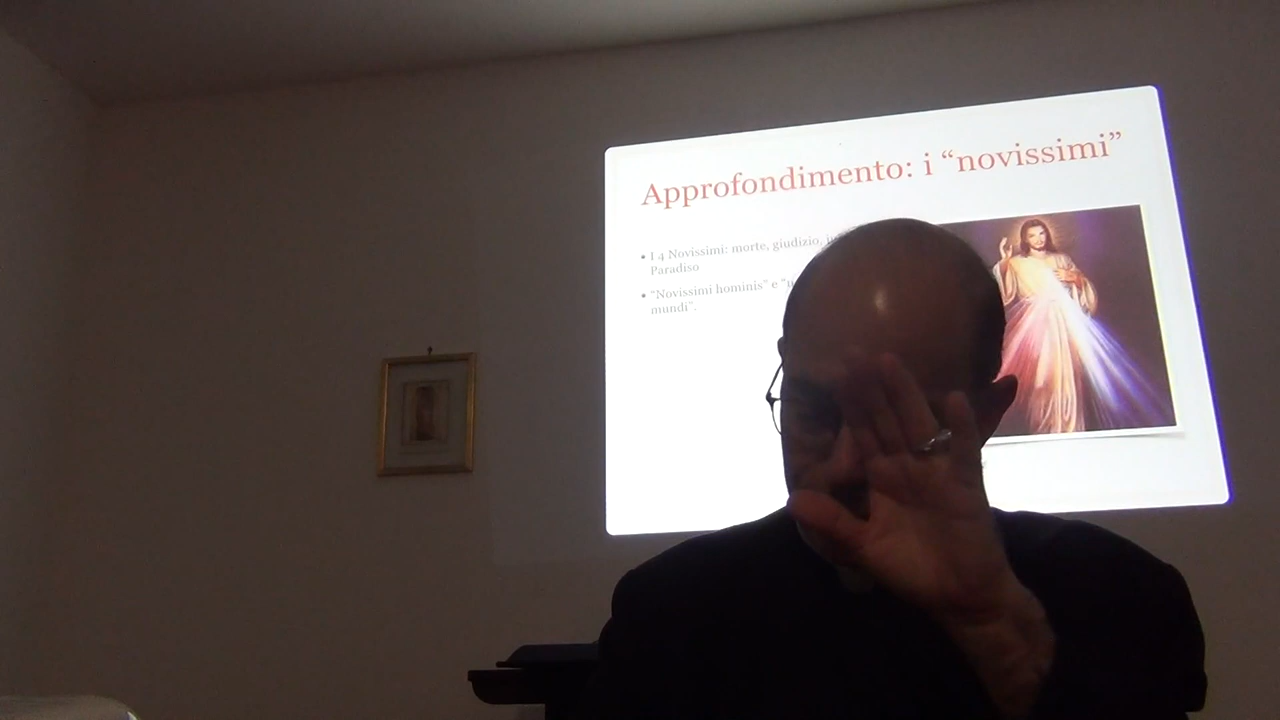 Approfondimento: i “novissimi”
• I 4 Novissimi: morte, giudizio,
Paradiso
• “Novissimi hominis” e
mundi”.